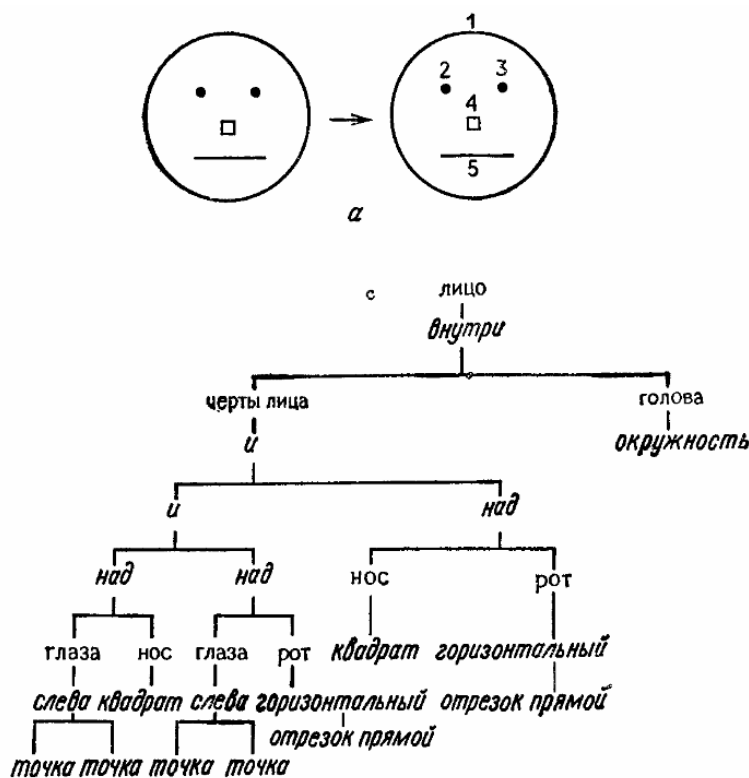 1
2 3
4
5
а
с лицо
внутри
черты лица голова
и окружность
и над
над над нос рот
глаза нос глаза рот квадрат горизонтальный
слева квадрат слева горизонтальный отрезок прямой
отрезок прямой
точка точка точка точка